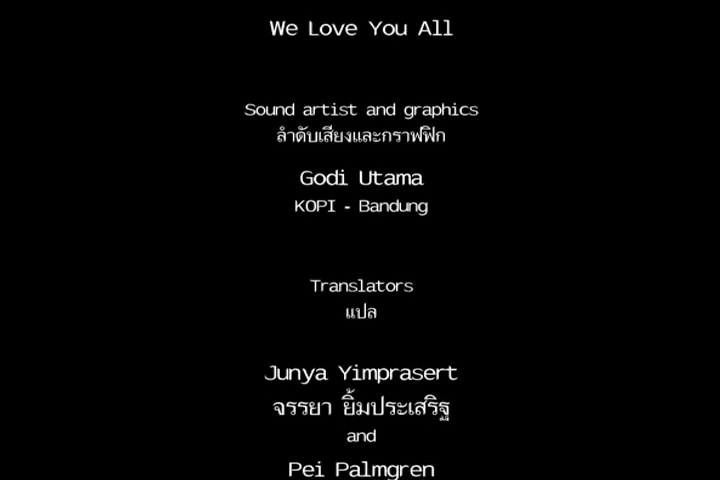 We Love You All
Sound artist and graphics
ลำดับเสียงและกราฟฟิก
Godi Utama
KOPI - Bandung
Translators
แปล
Junya Yimprasert
จรรยา ยิ้มประเสริฐ
and
Pei Palmgren